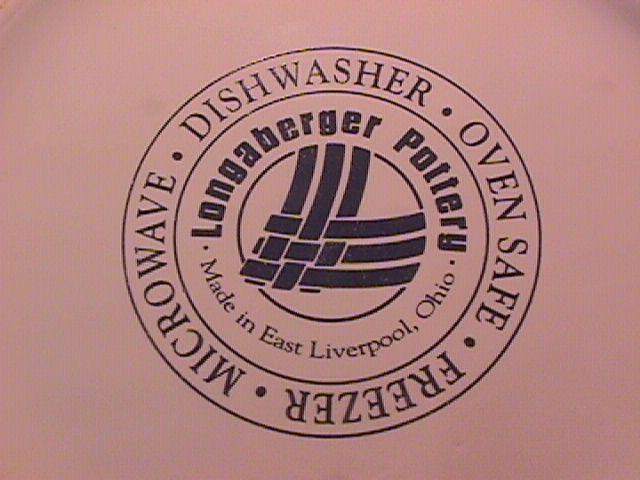 MICROWAVE • DISHWASHER • OVEN SAFE • FREEZER •
Longaberger Pottery
• Made in East Liverpool, Ohio •